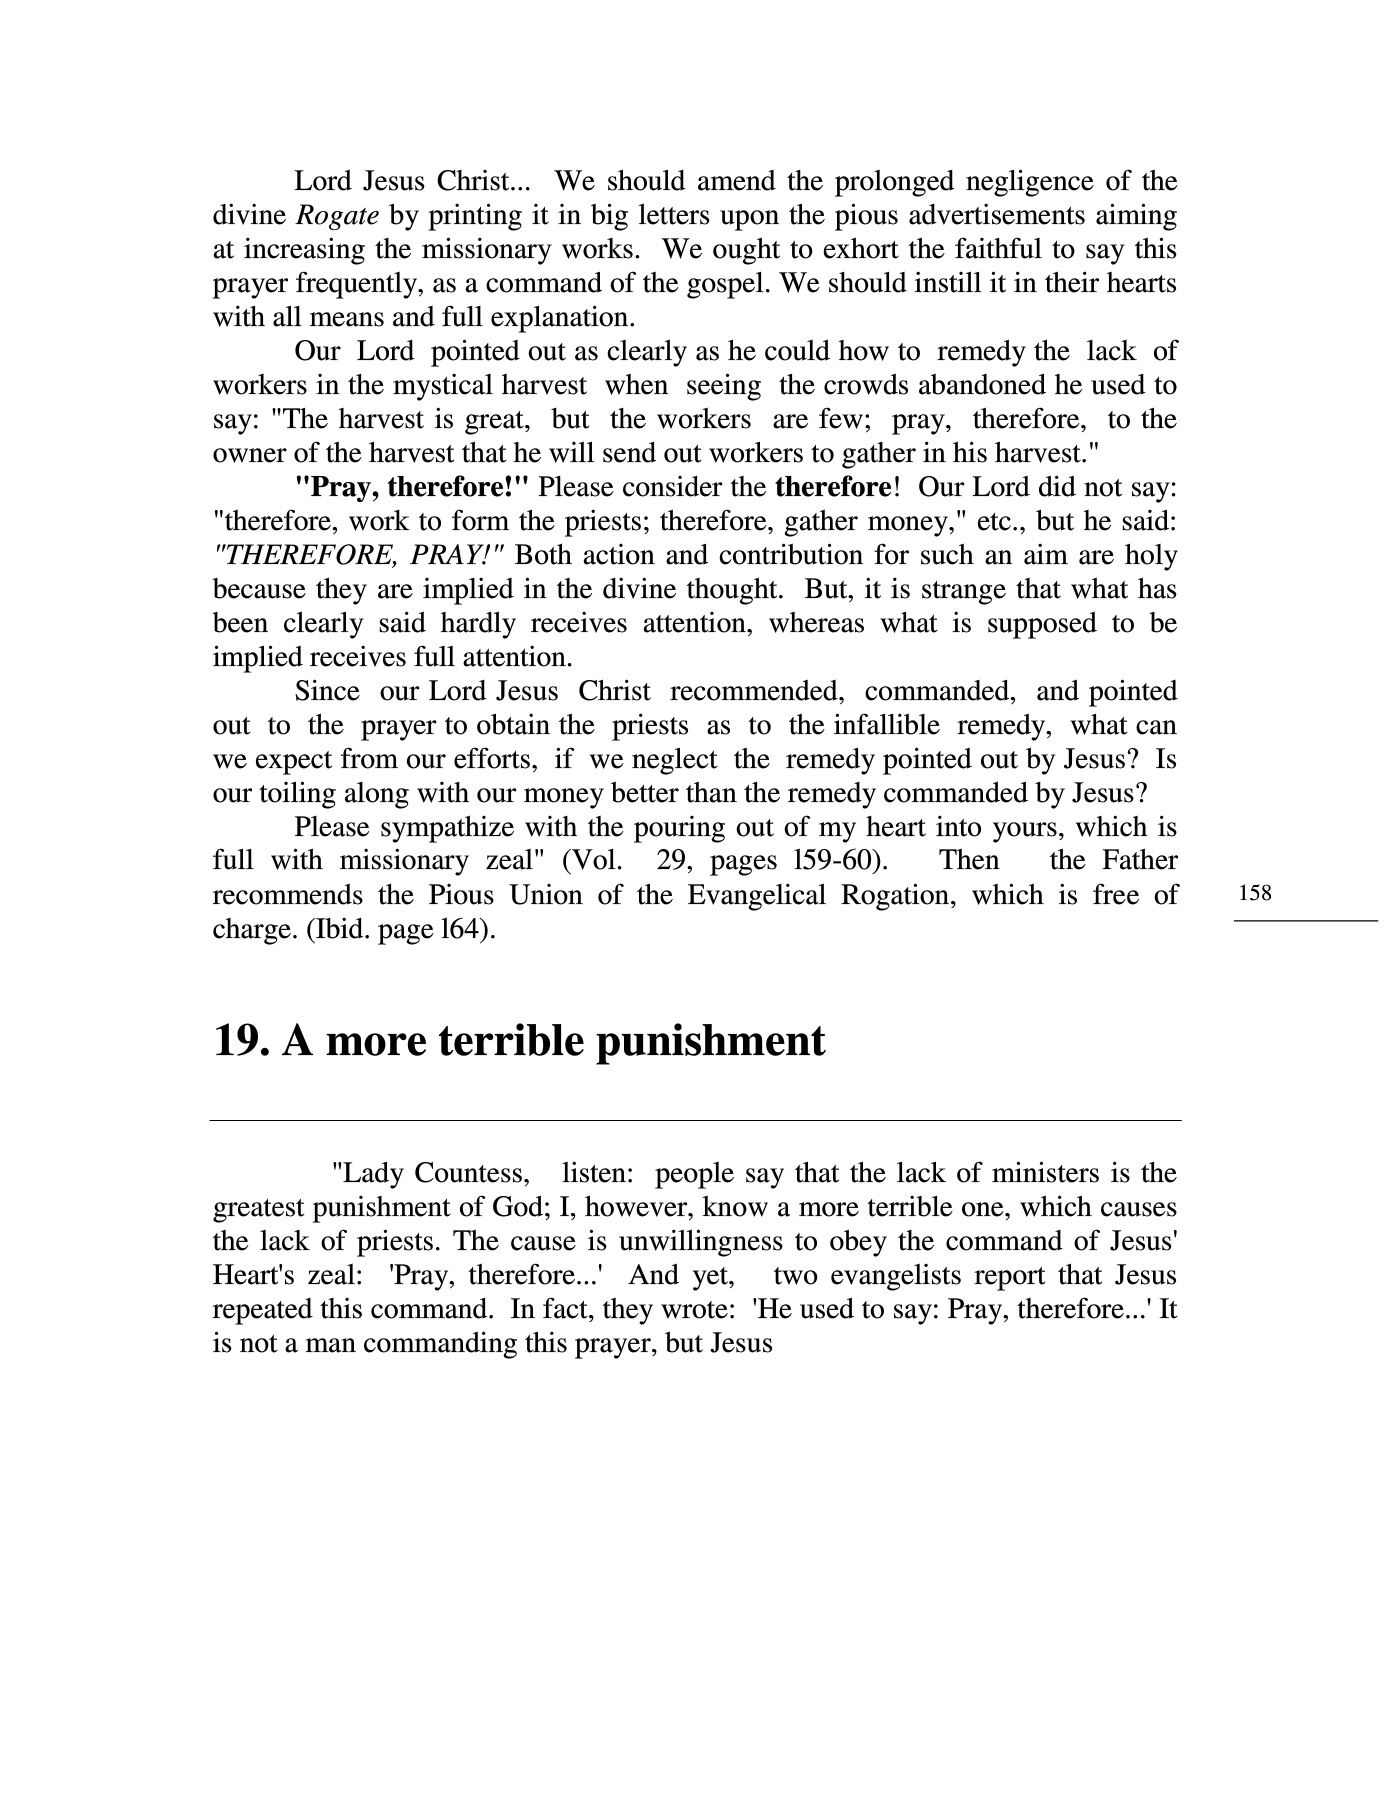 Lord Jesus Christ... We should amend the prolonged negligence of the
divine Rogate by printing it in big letters upon the pious advertisements aiming
at increasing the missionary works. We ought to exhort the faithful to say this
prayer frequently, as a command of the gospel. We should instill it in their hearts
with all means and full explanation.
Our Lord pointed out as clearly as he could how to remedy the lack of
workers in the mystical harvest when seeing the crowds abandoned he used to
say: "The harvest is great, but the workers are few; pray, therefore, to the
owner of the harvest that he will send out workers to gather in his harvest."
"Pray, therefore!" Please consider the therefore! Our Lord did not say:
"therefore, work to form the priests; therefore, gather money," etc., but he said:
"THEREFORE, PRAY!" Both action and contribution for such an aim are holy
because they are implied in the divine thought. But, it is strange that what has
been clearly said hardly receives attention, whereas what is supposed to be
implied receives full attention.
Since our Lord Jesus Christ recommended, commanded, and pointed
out to the prayer to obtain the priests as to the infallible remedy, what can
we expect from our efforts, if we neglect the remedy pointed out by Jesus? Is
our toiling along with our money better than the remedy commanded by Jesus?
Please sympathize with the pouring out of my heart into yours, which is
full with missionary zeal" (Vol. 29, pages l59-60). Then the Father
recommends the Pious Union of the Evangelical Rogation, which is free of
charge. (Ibid. page l64).
158
19. A more terrible punishment
"Lady Countess, listen: people say that the lack of ministers is the
greatest punishment of God; I, however, know a more terrible one, which causes
the lack of priests. The cause is unwillingness to obey the command of Jesus'
Heart's zeal: 'Pray, therefore...' And yet, two evangelists report that Jesus
repeated this command. In fact, they wrote: 'He used to say: Pray, therefore...' It
is not a man commanding this prayer, but Jesus